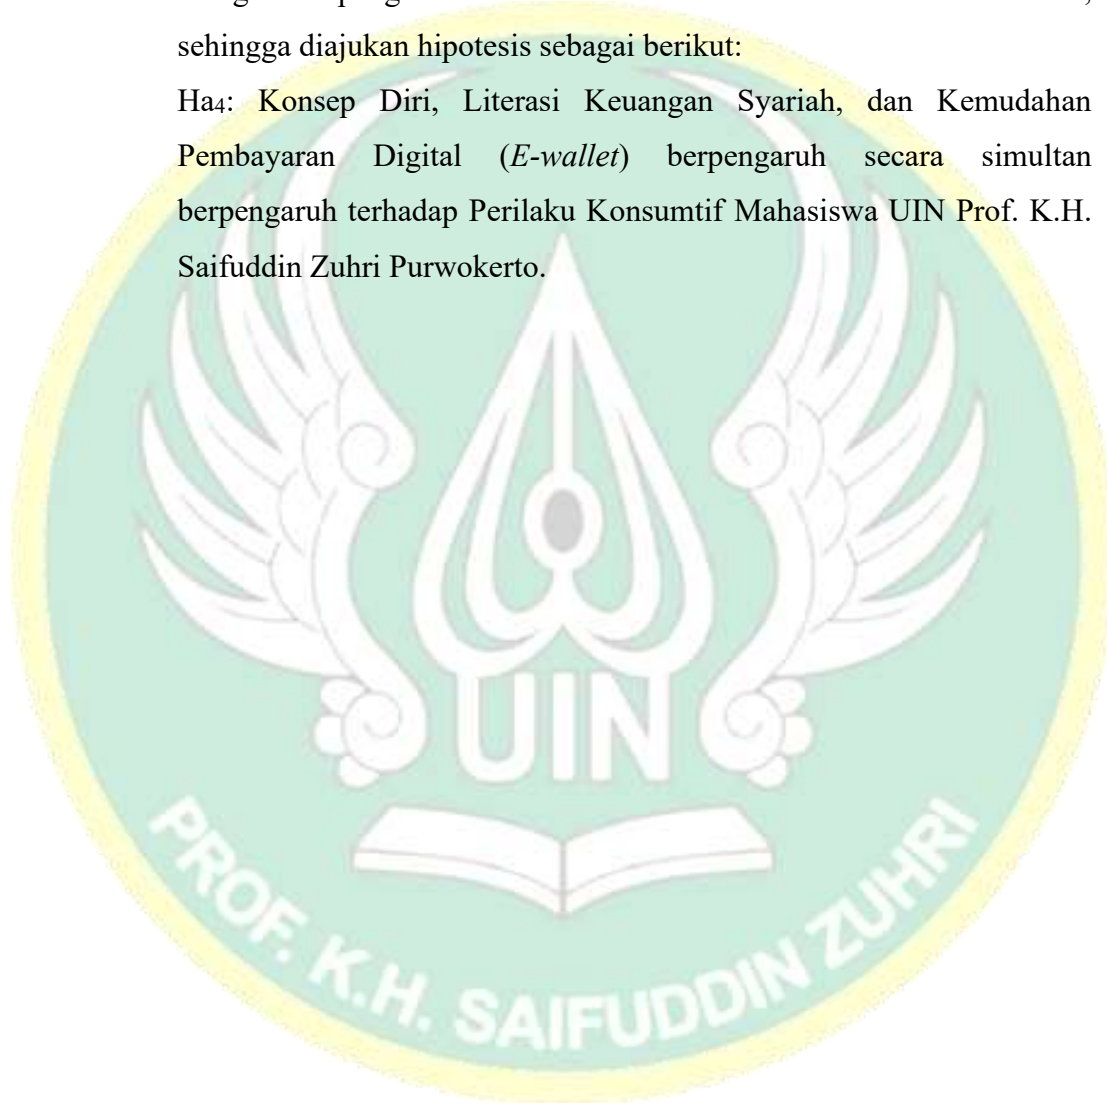 sehingga diajukan hipotesis sebagai berikut:
Ha₄: Konsep Diri, Literasi Keuangan Syariah, dan Kemudahan
Pembayaran Digital (E-wallet) berpengaruh secara simultan
berpengaruh terhadap Perilaku Konsumtif Mahasiswa UIN Prof. K.H.
Saifuddin Zuhri Purwokerto.
UIN
PROF. K.H. SAIFUDDIN ZUHRI